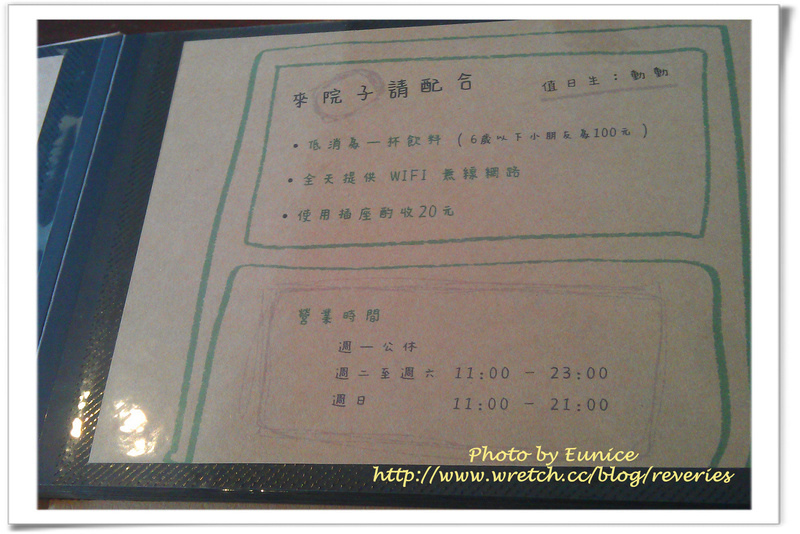 來院子請配合
值日生：動動
• 低消為一杯飲料 ( 6歲以下小朋友為100元 )
• 全天提供 WIFI 無線網路
• 使用插座酌收20元
營業時間
週一公休
週二至週六 11:00 - 23:00
週日 11:00 - 21:00
Photo by Eunice
http://www.wretch.cc/blog/reveries